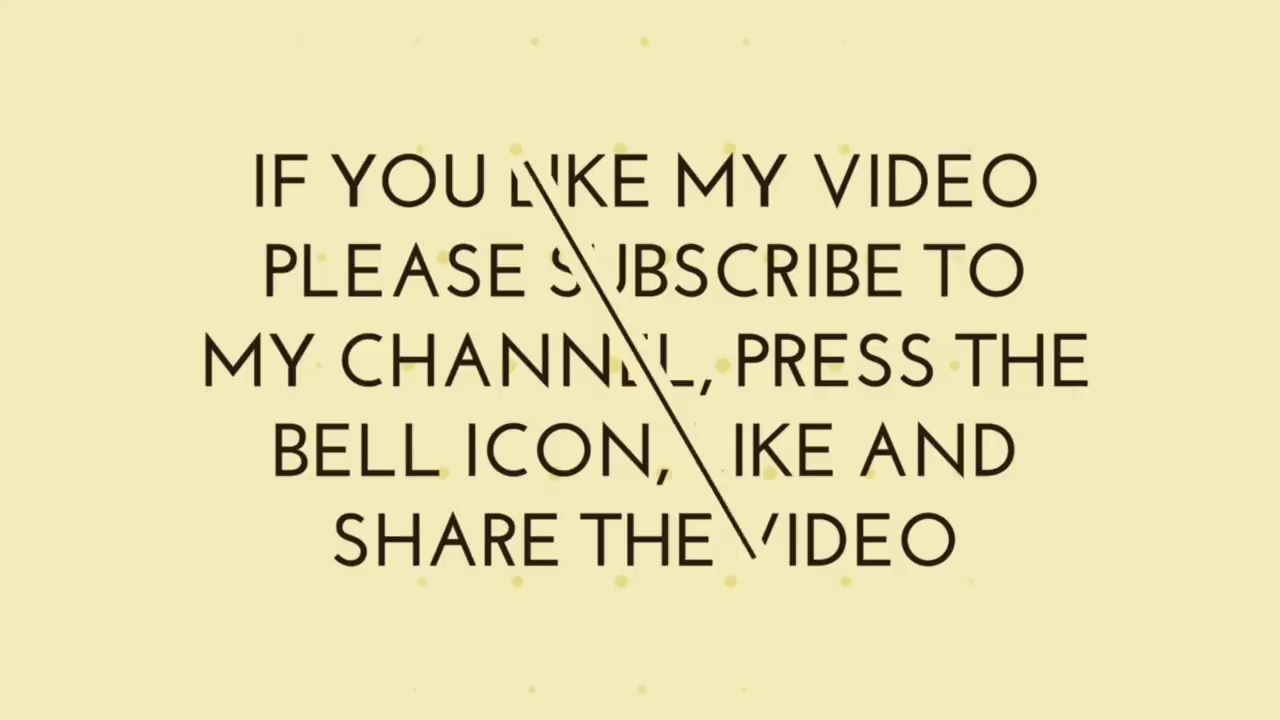 IF YOU LIKE MY VIDEO
PLEASE SUBSCRIBE TO
MY CHANNEL, PRESS THE
BELL ICON, LIKE AND
SHARE THE VIDEO